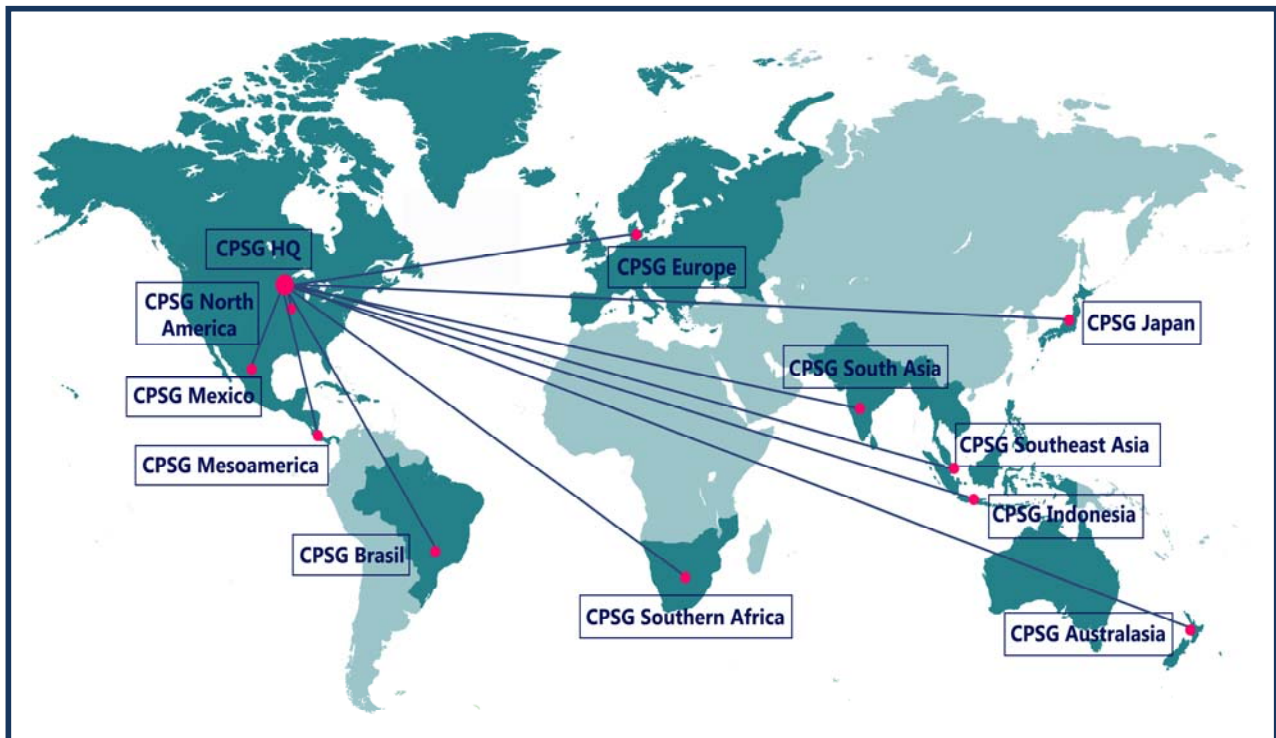 CPSG HQ
CPSG North
America
CPSG Mexico
CPSG Mesoamerica
CPSG Brasil
CPSG Europe
CPSG Southern Africa
CPSG Japan
CPSG South Asia
CPSG Southeast Asia
CPSG Indonesia
CPSG Australasia